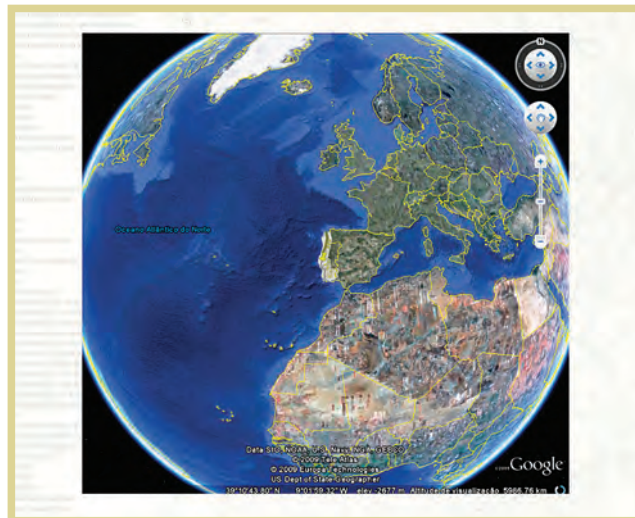 N
Oceano Atlântico do Norte
Data SIO, NOAA, U.S. Navy, NGA, GEBCO
© 2009 Tele Atlas
© 2009 Europa Technologies
US Dept of State Geographer
©2009 Google
39°10'43.80" N 9°01'59.32" W elev -2677 m Altitude de visualização 5986.76 km